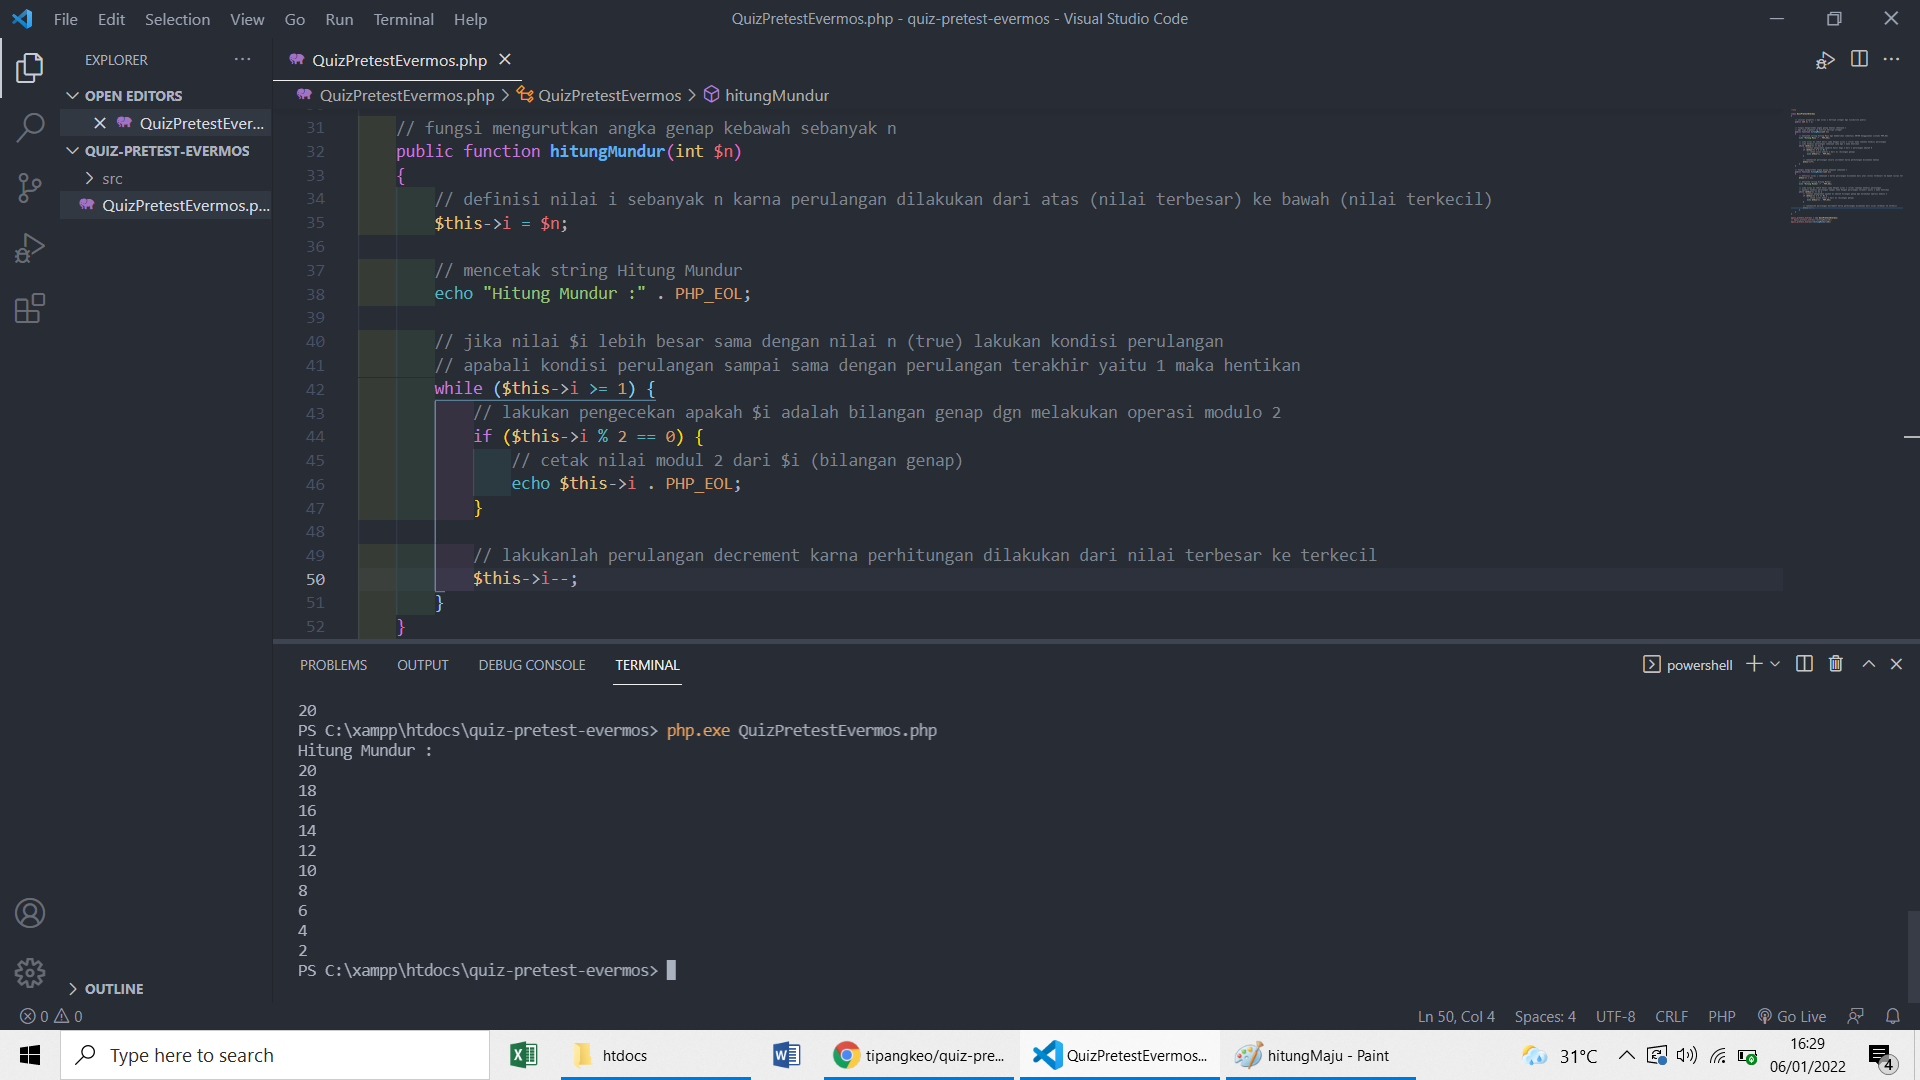 File Edit Selection View Go Run Terminal Help
QuizPretestEvermos.php - quiz-pretest-evermos - Visual Studio Code
EXPLORER
OPEN EDITORS
QuizPretestEver...
QUIZ-PRETEST-EVERMOS
src
QuizPretestEvermos.p...
OUTLINE
QuizPretestEvermos.php
QuizPretestEvermos.php > QuizPretestEvermos > hitungMundur
31 // fungsi mengurutkan angka genap kebawah sebanyak n
32 public function hitungMundur(int $n)
33 {
34 // definisi nilai i sebanyak n karna perulangan dilakukan dari atas (nilai terbesar) ke bawah (nilai terkecil)
35 $this->i = $n;
36
37 // mencetak string Hitung Mundur
38 echo "Hitung Mundur :" . PHP_EOL;
39
40 // jika nilai $i lebih besar sama dengan nilai n (true) lakukan kondisi perulangan
41 // apabali kondisi perulangan sampai sama dengan perulangan terakhir yaitu 1 maka hentikan
42 while ($this->i >= 1) {
43 // lakukan pengecekan apakah $i adalah bilangan genap dgn melakukan operasi modulo 2
44 if ($this->i % 2 == 0) {
45 // cetak nilai modul 2 dari $i (bilangan genap)
46 echo $this->i . PHP_EOL;
47 }
48
49 // lakukanlah perulangan decrement karna perhitungan dilakukan dari nilai terbesar ke terkecil
50 $this->i--;
51 }
52 }
PROBLEMS OUTPUT DEBUG CONSOLE TERMINAL
powershell
20
PS C:\xampp\htdocs\quiz-pretest-evermos> php.exe QuizPretestEvermos.php
Hitung Mundur :
20
18
16
14
12
10
8
6
4
2
PS C:\xampp\htdocs\quiz-pretest-evermos>
0 0
Ln 50, Col 4 Spaces: 4 UTF-8 CRLF PHP Go Live
Type here to search
htdocs
tipangkeo/quiz-pre...
QuizPretestEvermos...
hitungMaju - Paint
31°C
16:29
06/01/2022
4